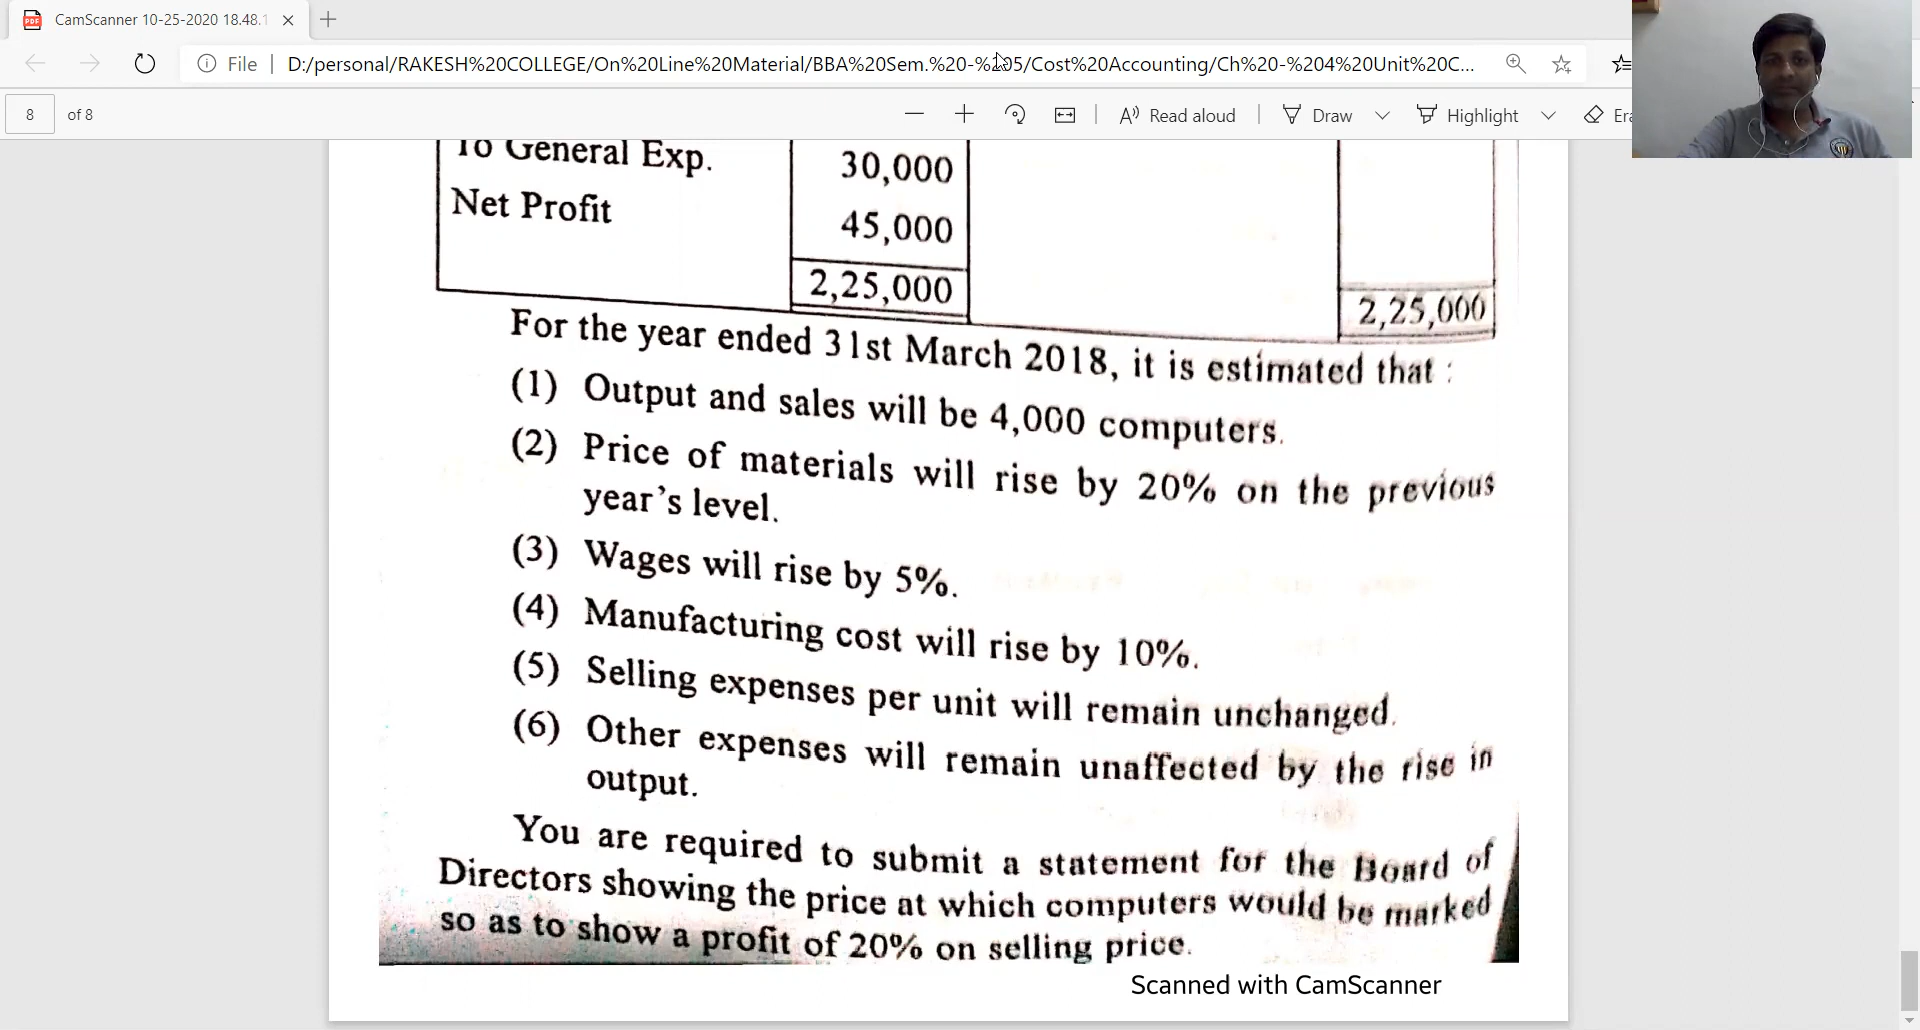 CamScanner 10-25-2020 18.48.1
File
D:/personal/RAKESH%20COLLEGE/On%20Line%20Material/BBA%20Sem.%20-%205/Cost%20Accounting/Ch%20-%204%20Unit%20C...
8 of 8
Read aloud
Draw
Highlight
Era
To General Exp. 30,000
Net Profit 45,000
2,25,000 2,25,000
For the year ended 31st March 2018, it is estimated that :
(1) Output and sales will be 4,000 computers.
(2) Price of materials will rise by 20% on the previous
year's level.
(3) Wages will rise by 5%.
(4) Manufacturing cost will rise by 10%.
(5) Selling expenses per unit will remain unchanged.
(6) Other expenses will remain unaffected by the rise in
output.
You are required to submit a statement for the Board of
Directors showing the price at which computers would be marked
so as to show a profit of 20% on selling price.
Scanned with CamScanner